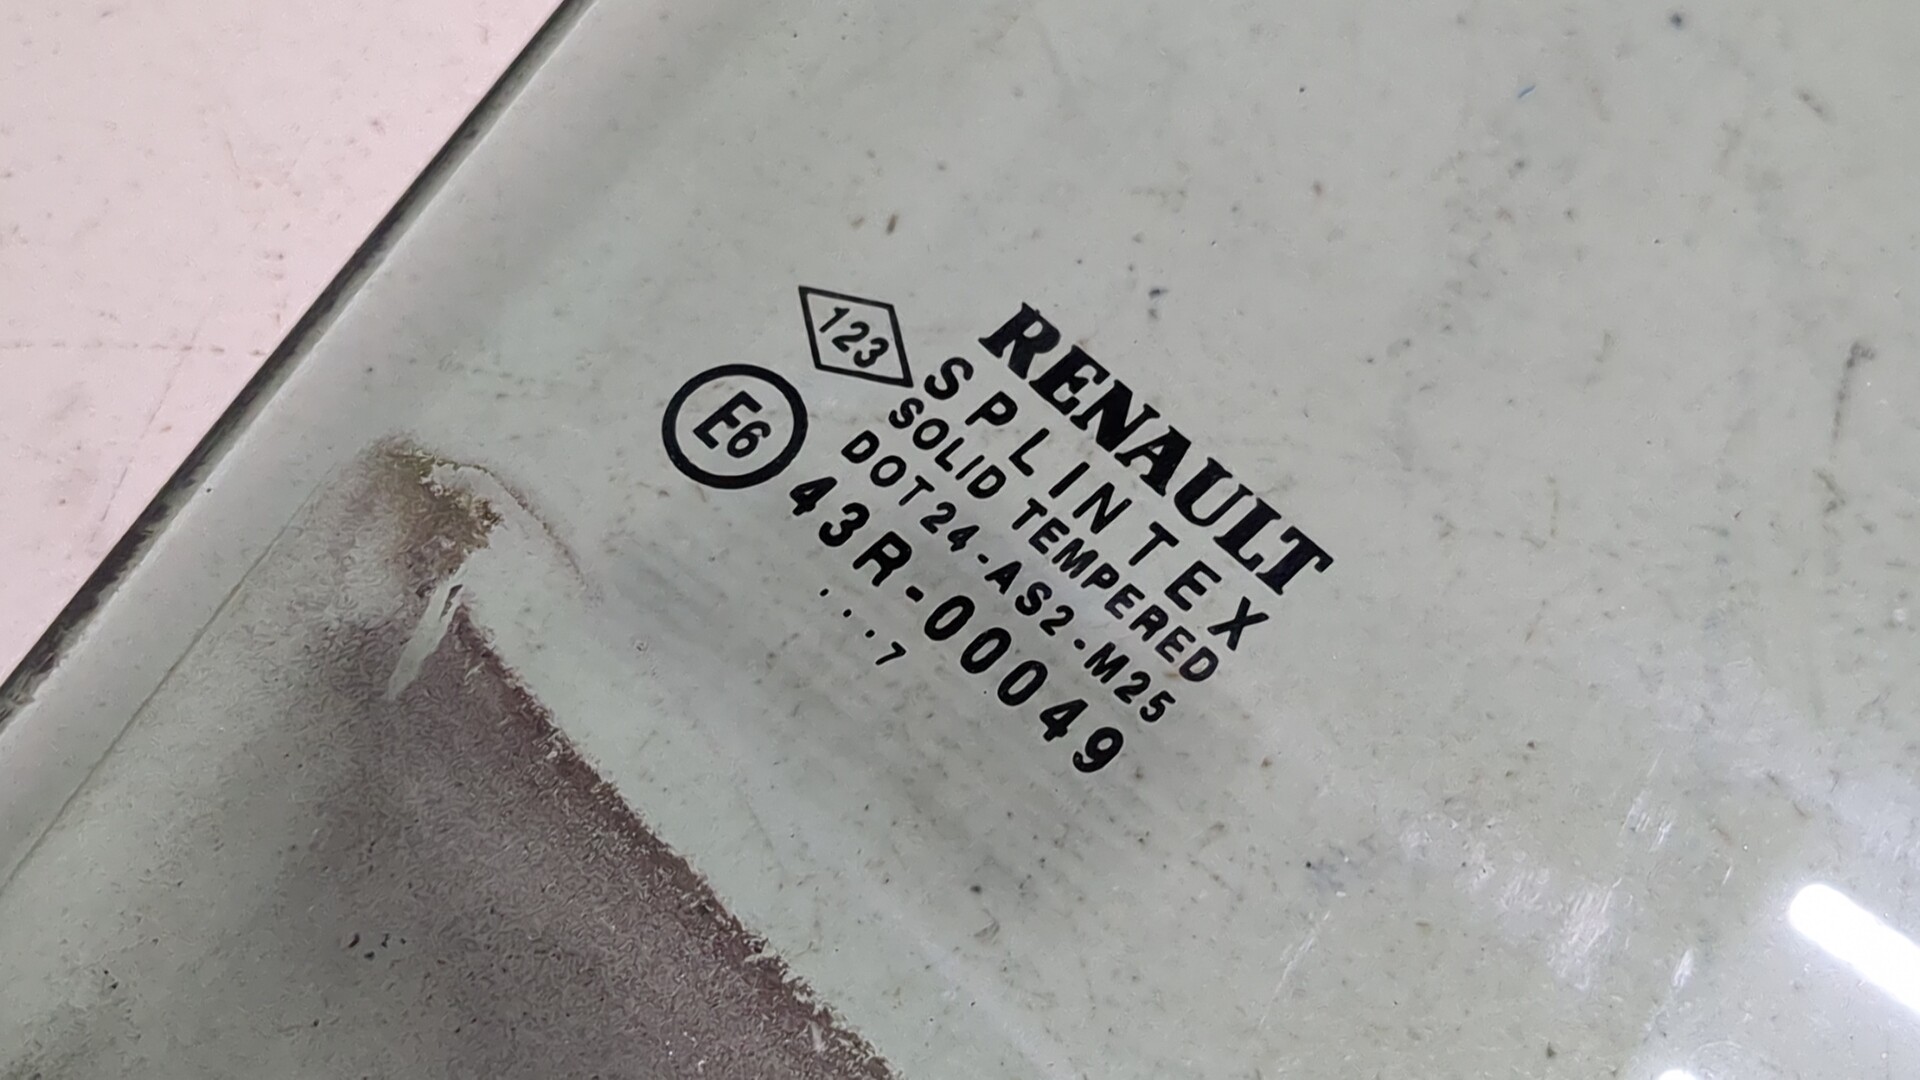 RENAULT
123
SPLINTEX
SOLID TEMPERED
E6
DOT24-AS2-M25
43R-00049
...7